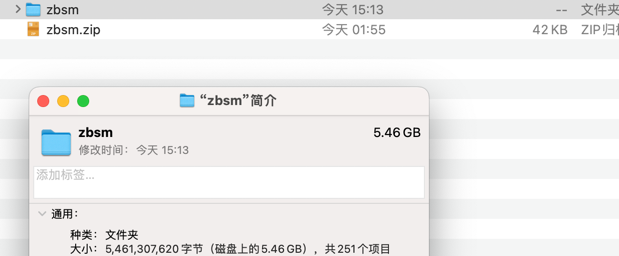 zbsm 今天 15:13 -- 文件夹
zbsm.zip 今天 01:55 42 KB ZIP归
“zbsm”简介
zbsm 5.46 GB
修改时间：今天 15:13
添加标签...
通用：
种类：文件夹
大小：5,461,307,620 字节（磁盘上的5.46 GB），共251个项目